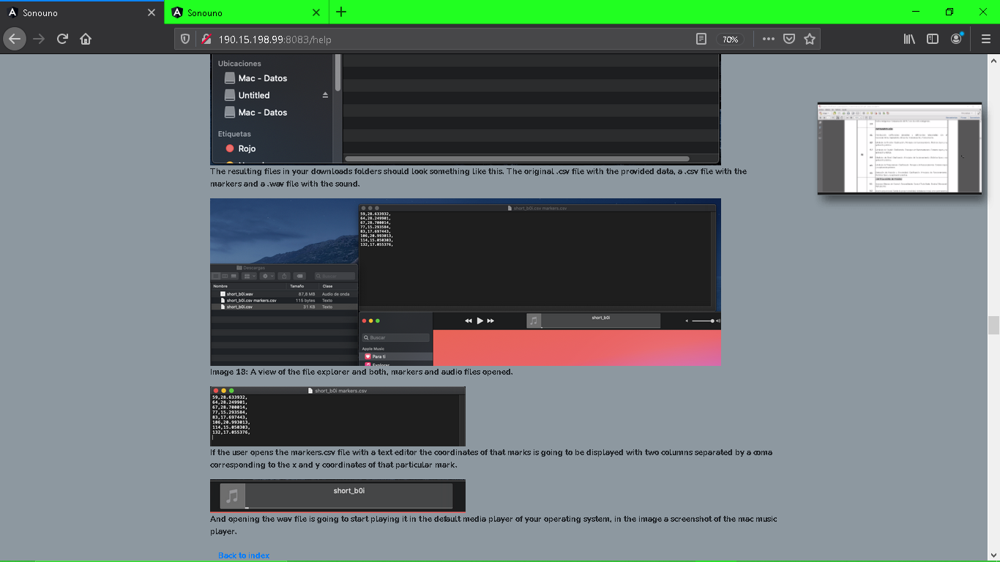 Sonouno
Sonouno
190.15.198.99:8083/help
70%
Ubicaciones
Mac - Datos
Untitled
Mac - Datos
Etiquetas
Rojo
The resulting files in your downloads folder should look something like this. The original .csv file with the provided data, a .csv file with the
markers and a .wav file with the sound.
short_b0i.csv markers.csv
59,28.633932,
64,28.249901,
67,28.700014,
77,15.293584,
83,17.697443,
106,20.993013,
114,15.050303,
132,17.055376,
Descargas
Buscar
Nombre Tamaño Clase
short_b0i.wav 87,8 MB Audio de onda
short_b0i.csv markers.csv 115 bytes Texto
short_b0i.csv 31 KB Texto
short_b0i
Buscar
Apple Music
Para ti
Explorar
Image 13: A view of the file explorer and both, markers and audio files opened.
short_b0i markers.csv
59,28.633932,
64,28.249901,
67,28.700014,
77,15.293584,
83,17.697443,
106,20.993013,
114,15.050303,
132,17.055376,
If the user opens the markers.csv file with a text editor the coordinates of that marks is going to be displayed with two columns separated by a coma
corresponding to the x and y coordinates of that particular mark.
short_b0i
And opening the wav file is going to start playing it in the default media player of your operating system, in the image a screenshot of the mac music
player.
Back to index